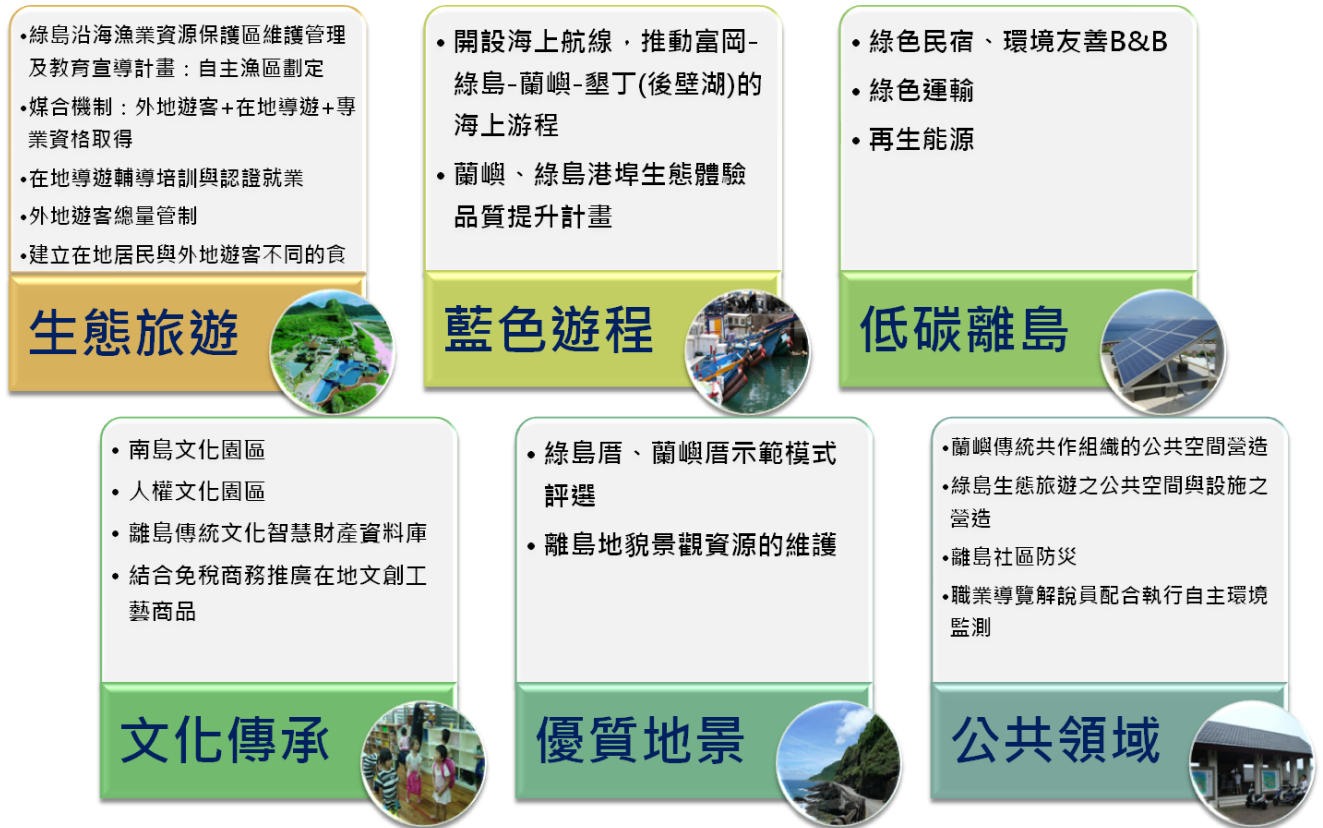 •綠島沿海漁業資源保護區維護管理
及教育宣導計畫：自主漁區劃定
•媒合機制：外地遊客+在地導遊+專
業資格取得
•在地導遊輔導培訓與認證就業
•外地遊客總量管制
•建立在地居民與外地遊客不同的食
生態旅遊
• 開設海上航線，推動富岡-
綠島-蘭嶼-墾丁(後壁湖)的
海上游程
• 蘭嶼、綠島港埠生態體驗
品質提升計畫
藍色遊程
• 綠色民宿、環境友善B&B
• 綠色運輸
• 再生能源
低碳離島
• 南島文化園區
• 人權文化園區
• 離島傳統文化智慧財產資料庫
• 結合免稅商務推廣在地文創工
藝商品
文化傳承
• 綠島厝、蘭嶼厝示範模式
評選
• 離島地貌景觀資源的維護
優質地景
•蘭嶼傳統共作組織的公共空間營造
•綠島生態旅遊之公共空間與設施之
營造
•離島社區防災
•職業導覽解說員配合執行自主環境
監測
公共領域